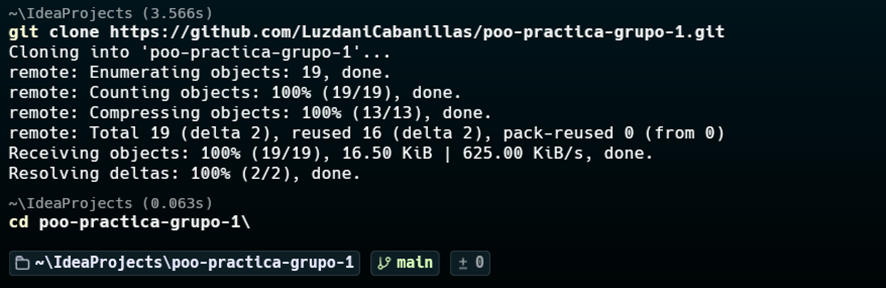 ~\IdeaProjects (3.566s)
git clone https://github.com/LuzdaniCabanillas/poo-practica-grupo-1.git
Cloning into 'poo-practica-grupo-1'...
remote: Enumerating objects: 19, done.
remote: Counting objects: 100% (19/19), done.
remote: Compressing objects: 100% (13/13), done.
remote: Total 19 (delta 2), reused 16 (delta 2), pack-reused 0 (from 0)
Receiving objects: 100% (19/19), 16.50 KiB | 625.00 KiB/s, done.
Resolving deltas: 100% (2/2), done.
~\IdeaProjects (0.063s)
cd poo-practica-grupo-1\
~\IdeaProjects\poo-practica-grupo-1 main ± 0